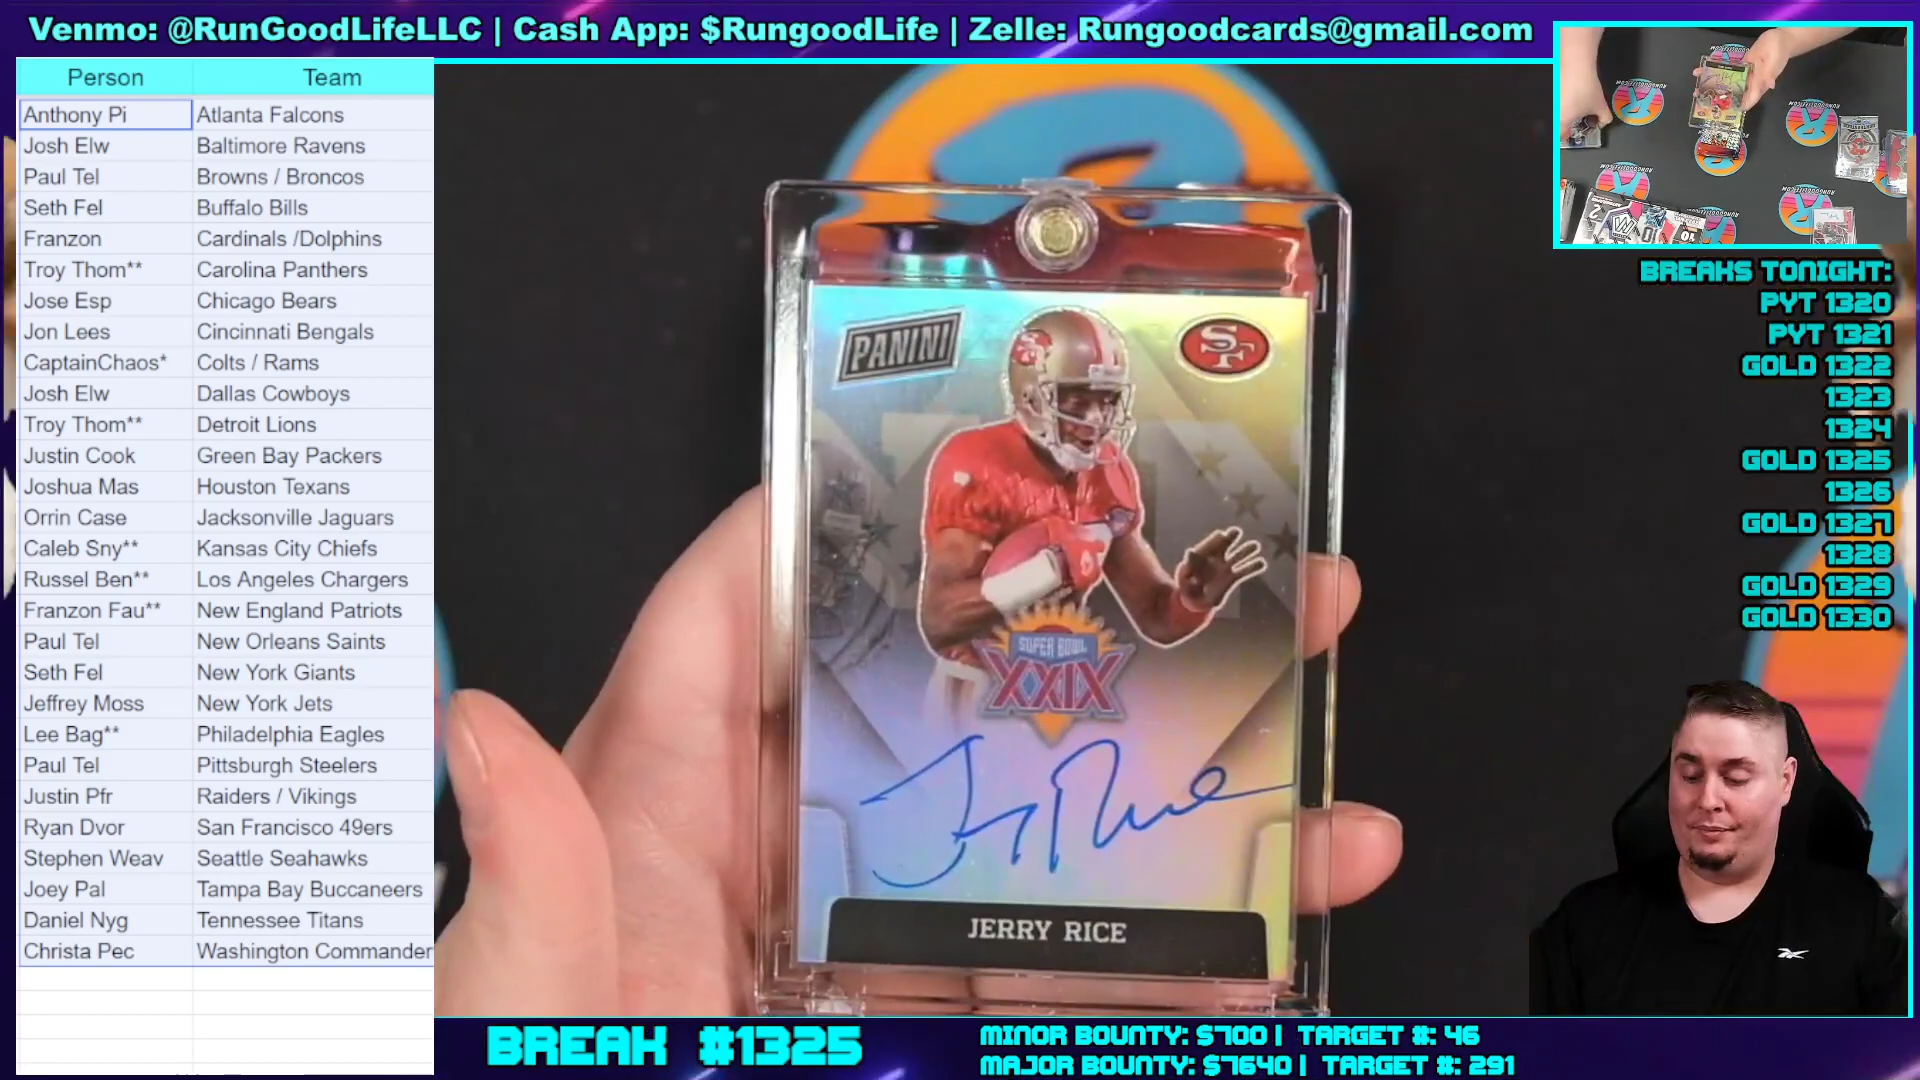 Venmo: @RunGoodLifeLLC | Cash App: $RungoodLife | Zelle: Rungoodcards@gmail.com
Person Team
Anthony Pi Atlanta Falcons
Josh Elw Baltimore Ravens
Paul Tel Browns / Broncos
Seth Fel Buffalo Bills
Franzon Cardinals /Dolphins
Troy Thom** Carolina Panthers
Jose Esp Chicago Bears
Jon Lees Cincinnati Bengals
CaptainChaos* Colts / Rams
Josh Elw Dallas Cowboys
Troy Thom** Detroit Lions
Justin Cook Green Bay Packers
Joshua Mas Houston Texans
Orrin Case Jacksonville Jaguars
Caleb Sny** Kansas City Chiefs
Russel Ben** Los Angeles Chargers
Franzon Fau** New England Patriots
Paul Tel New Orleans Saints
Seth Fel New York Giants
Jeffrey Moss New York Jets
Lee Bag** Philadelphia Eagles
Paul Tel Pittsburgh Steelers
Justin Pfr Raiders / Vikings
Ryan Dvor San Francisco 49ers
Stephen Weav Seattle Seahawks
Joey Pal Tampa Bay Buccaneers
Daniel Nyg Tennessee Titans
Christa Pec Washington Commander
PANINI
SF
SUPER BOWL
XXIX
Jerry Rice
JERRY RICE
BREAKS TONIGHT:
PYT 1320
PYT 1321
GOLD 1322
1323
1324
GOLD 1325
1326
GOLD 1327
1328
GOLD 1329
GOLD 1330
BREAK #1325
MINOR BOUNTY: $700 | TARGET #: 46
MAJOR BOUNTY: $7640 | TARGET #: 291